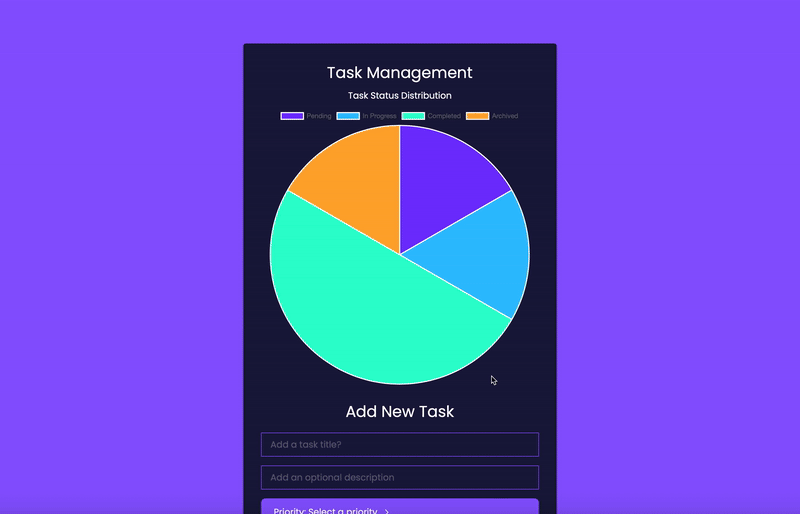 Task Management
Task Status Distribution
Pending In Progress Completed Archived
Add New Task
Add a task title?
Add an optional description
Priority: Select a priority